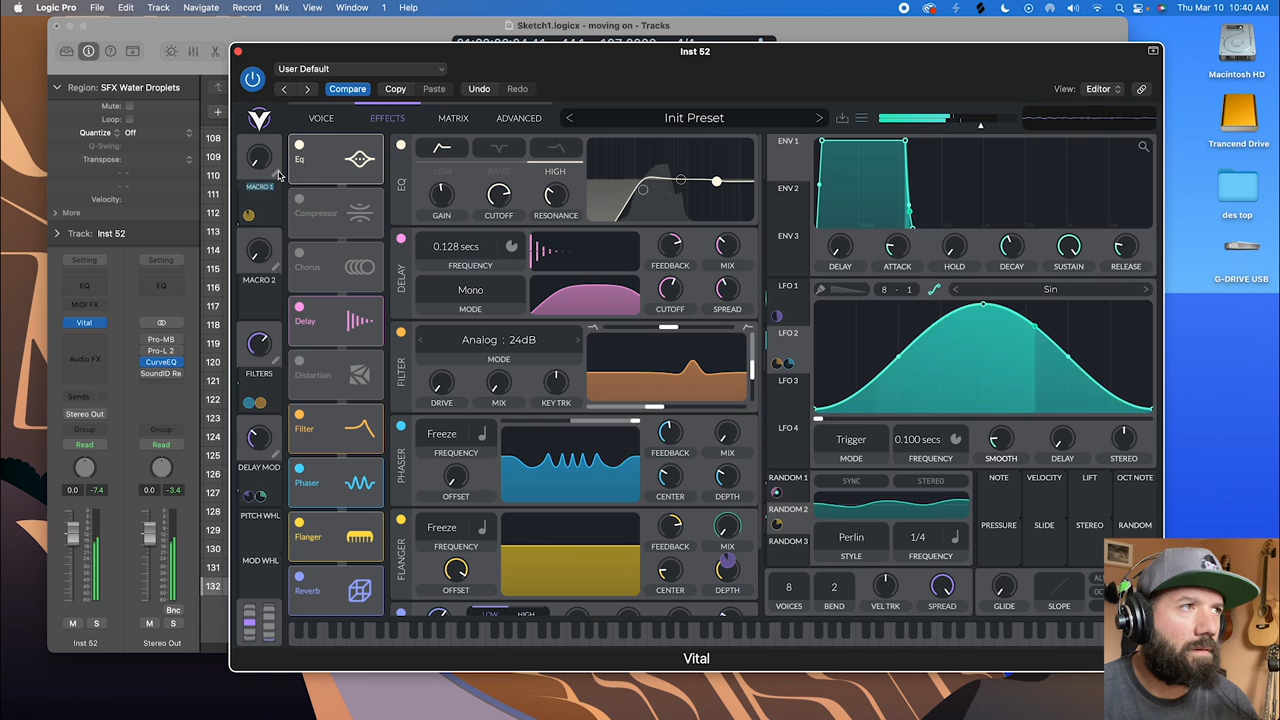 Logic Pro File Edit Track Navigate Record Mix View Window 1 Help
Thu Mar 10 10:40 AM
Sketch1.logicx - moving on - Tracks
Inst 52
User Default
Compare Copy Paste Undo Redo
View: Editor
Region: SFX Water Droplets
Mute:
Loop:
Quantize Off
Q-Swing:
Transpose:
Velocity:
More
Track: Inst 52
Setting Setting
EQ EQ
MIDI FX
Vital
Audio FX
Pro-MB
Pro-L 2
CurveEQ
SoundID Re
Sends
Stereo Out
Group Group
Read Read
0.0 -7.4 0.0 -3.4
Bnc
M S M S
Inst 52 Stereo Out
108
109
110
111
112
113
114
115
116
117
118
119
120
121
122
123
124
125
126
127
128
129
130
131
132
VOICE EFFECTS MATRIX ADVANCED
Init Preset
MACRO 1
MACRO 2
FILTERS
DELAY MOD
PITCH WHL
MOD WHL
Eq
Compressor
Chorus
Delay
Distortion
Filter
Phaser
Flanger
Reverb
EQ
LOW BAND HIGH
GAIN CUTOFF RESONANCE
DELAY
0.128 secs
FREQUENCY
Mono
MODE
FEEDBACK MIX
CUTOFF SPREAD
FILTER
Analog : 24dB
MODE
DRIVE MIX KEY TRK
PHASER
Freeze
FREQUENCY
OFFSET
FEEDBACK MIX
CENTER DEPTH
FLANGER
Freeze
FREQUENCY
OFFSET
FEEDBACK MIX
CENTER DEPTH
LOW HIGH
ENV 1
ENV 2
ENV 3
DELAY ATTACK HOLD DECAY SUSTAIN RELEASE
LFO 1
LFO 2
LFO 3
LFO 4
8 - 1
Sin
Trigger
MODE
0.100 secs
FREQUENCY
SMOOTH DELAY STEREO
RANDOM 1
RANDOM 2
RANDOM 3
SYNC STEREO
Perlin
STYLE
1/4
FREQUENCY
NOTE VELOCITY LIFT OCT NOTE
PRESSURE SLIDE STEREO RANDOM
8
VOICES
2
BEND
VEL TRK SPREAD GLIDE SLOPE
Vital
Macintosh HD
Trancend Drive
des top
G-DRIVE USB